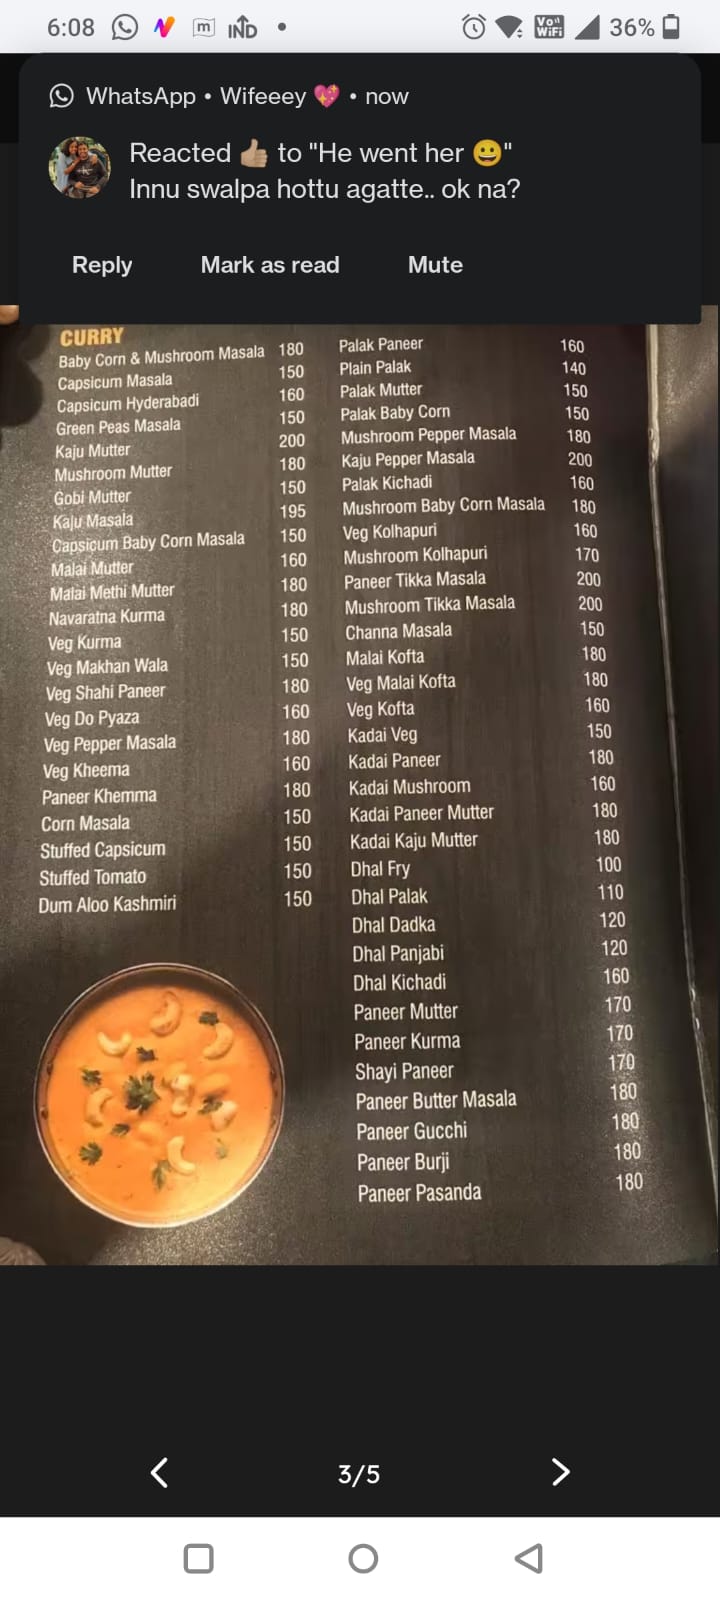 6:08 m IND Vo)) WiFi 36%
WhatsApp • Wifeeey 💖 • now
Reacted 👍🏽 to "He went her 😀"
Innu swalpa hottu agatte.. ok na?
Reply Mark as read Mute
CURRY
Baby Corn & Mushroom Masala 180
Capsicum Masala 150
Capsicum Hyderabadi 160
Green Peas Masala 150
Kaju Mutter 200
Mushroom Mutter 180
Gobi Mutter 150
Kaju Masala 195
Capsicum Baby Corn Masala 150
Malai Mutter 160
Malai Methi Mutter 180
Navaratna Kurma 180
Veg Kurma 150
Veg Makhan Wala 150
Veg Shahi Paneer 180
Veg Do Pyaza 160
Veg Pepper Masala 180
Veg Kheema 160
Paneer Khemma 180
Corn Masala 150
Stuffed Capsicum 150
Stuffed Tomato 150
Dum Aloo Kashmiri 150
Palak Paneer 160
Plain Palak 140
Palak Mutter 150
Palak Baby Corn 150
Mushroom Pepper Masala 180
Kaju Pepper Masala 200
Palak Kichadi 160
Mushroom Baby Corn Masala 180
Veg Kolhapuri 160
Mushroom Kolhapuri 170
Paneer Tikka Masala 200
Mushroom Tikka Masala 200
Channa Masala 150
Malai Kofta 180
Veg Malai Kofta 180
Veg Kofta 160
Kadai Veg 150
Kadai Paneer 180
Kadai Mushroom 160
Kadai Paneer Mutter 180
Kadai Kaju Mutter 180
Dhal Fry 100
Dhal Palak 110
Dhal Dadka 120
Dhal Panjabi 120
Dhal Kichadi 160
Paneer Mutter 170
Paneer Kurma 170
Shayi Paneer 170
Paneer Butter Masala 180
Paneer Gucchi 180
Paneer Burji 180
Paneer Pasanda 180
3/5